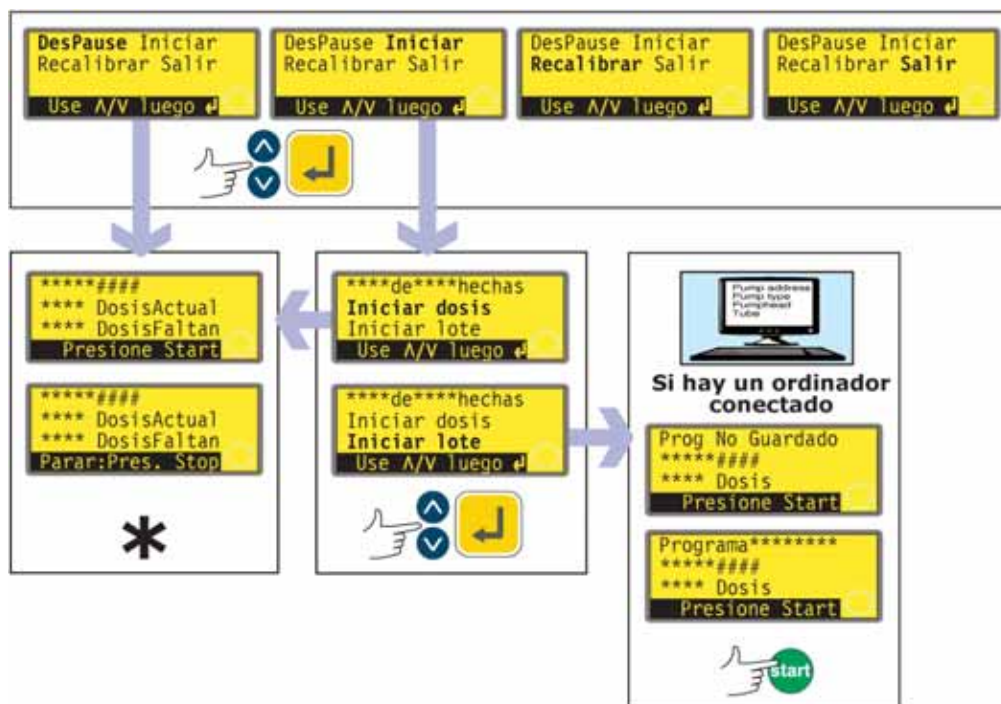 DesPause Iniciar
Recalibrar Salir
Use Λ/V luego ↵
DesPause Iniciar
Recalibrar Salir
Use Λ/V luego ↵
DesPause Iniciar
Recalibrar Salir
Use Λ/V luego ↵
DesPause Iniciar
Recalibrar Salir
Use Λ/V luego ↵
*****####
**** DosisActual
**** DosisFaltan
Presione Start
*****####
**** DosisActual
**** DosisFaltan
Parar:Pres. Stop
*
****de****hechas
Iniciar dosis
Iniciar lote
Use Λ/V luego ↵
****de****hechas
Iniciar dosis
Iniciar lote
Use Λ/V luego ↵
Pump address
Pump type
Pumphead
Tube
Si hay un ordinador
conectado
Prog No Guardado
*****####
**** Dosis
Presione Start
Programa********
*****####
**** Dosis
Presione Start
start